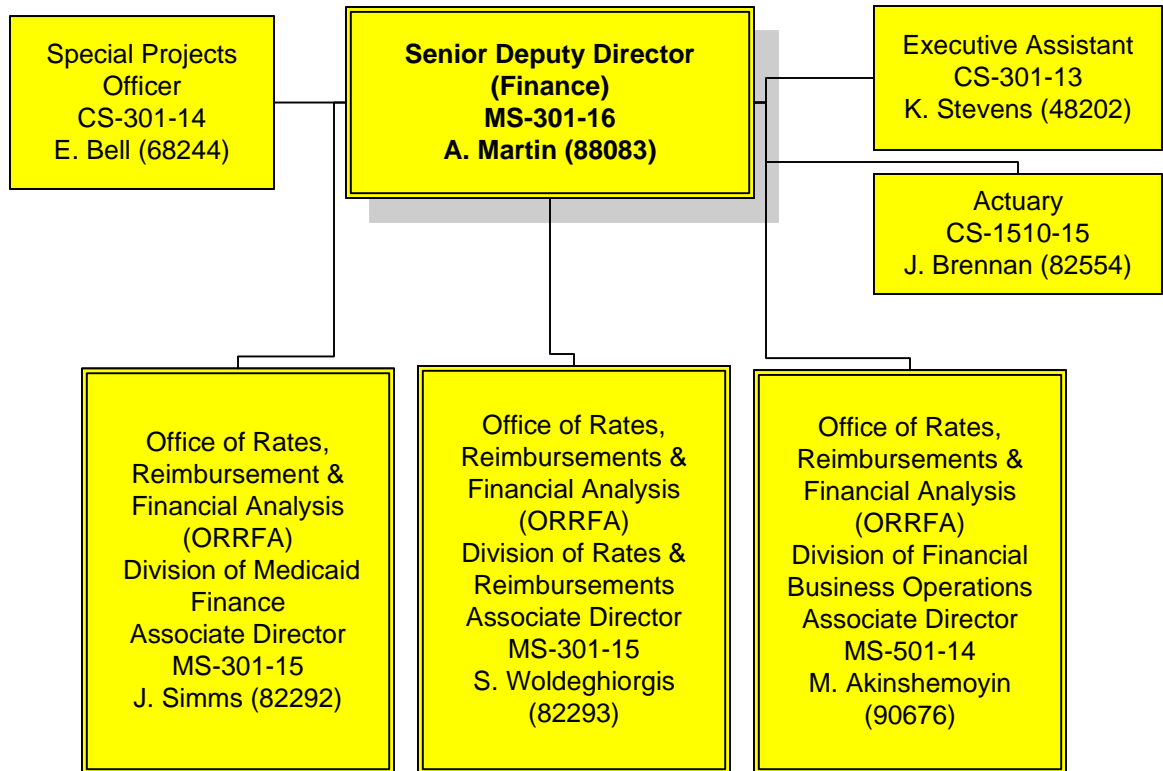 Special Projects
Officer
CS-301-14
E. Bell (68244)
Senior Deputy Director
(Finance)
MS-301-16
A. Martin (88083)
Executive Assistant
CS-301-13
K. Stevens (48202)
Actuary
CS-1510-15
J. Brennan (82554)
Office of Rates,
Reimbursement &
Financial Analysis
(ORRFA)
Division of Medicaid
Finance
Associate Director
MS-301-15
J. Simms (82292)
Office of Rates,
Reimbursements &
Financial Analysis
(ORRFA)
Division of Rates &
Reimbursements
Associate Director
MS-301-15
S. Woldeghiorgis
(82293)
Office of Rates,
Reimbursements &
Financial Analysis
(ORRFA)
Division of Financial
Business Operations
Associate Director
MS-501-14
M. Akinshemoyin
(90676)